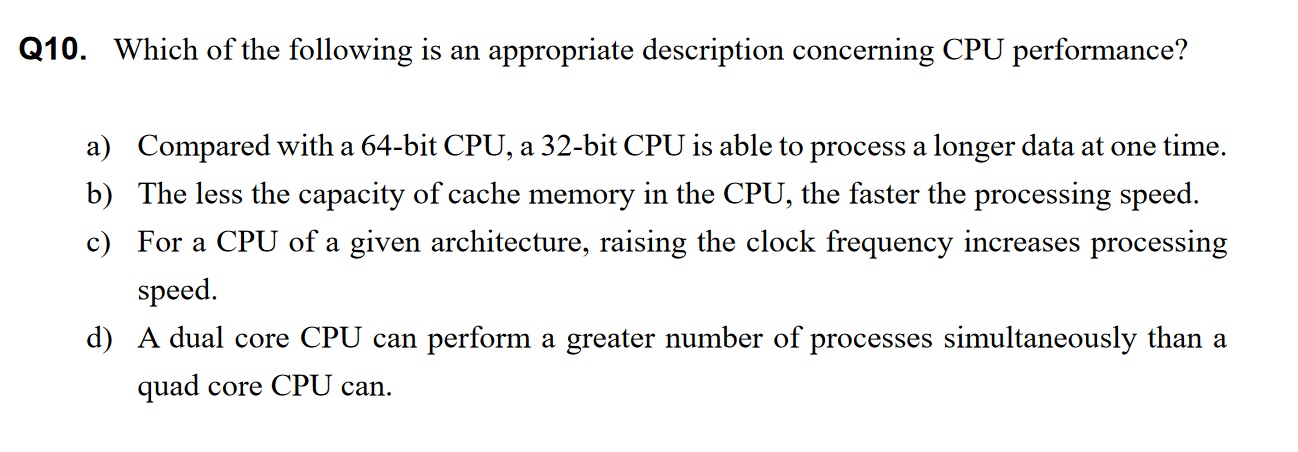 Q10. Which of the following is an appropriate description concerning CPU performance?
a) Compared with a 64-bit CPU, a 32-bit CPU is able to process a longer data at one time.
b) The less the capacity of cache memory in the CPU, the faster the processing speed.
c) For a CPU of a given architecture, raising the clock frequency increases processing
speed.
d) A dual core CPU can perform a greater number of processes simultaneously than a
quad core CPU can.